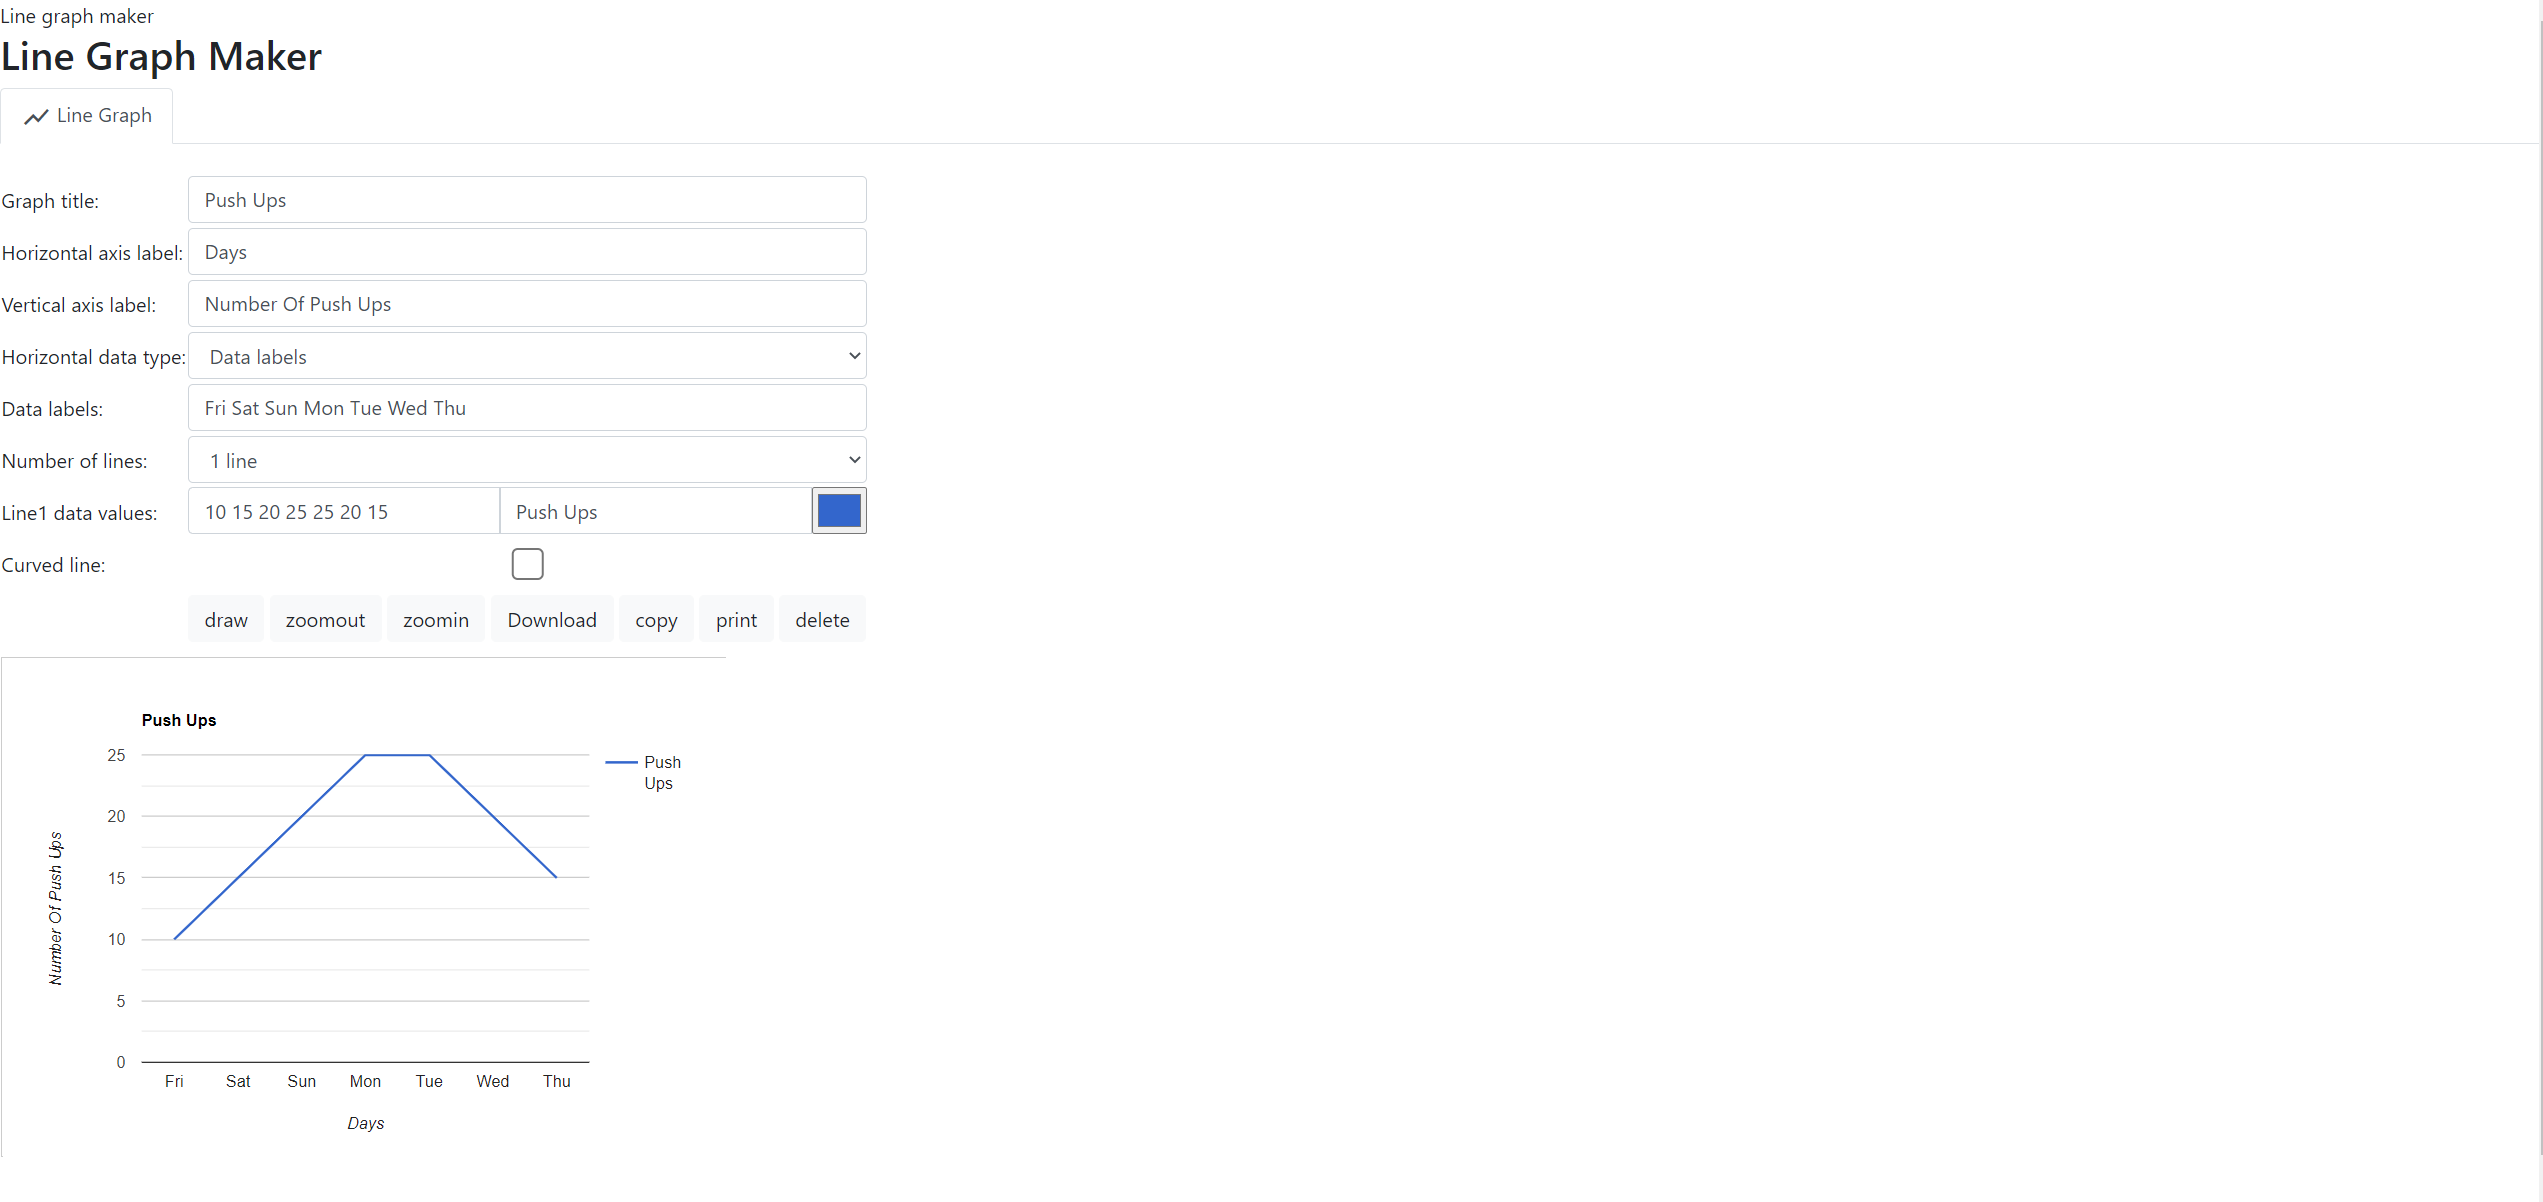 Line graph maker
Line Graph Maker
Line Graph
Graph title: Push Ups
Horizontal axis label: Days
Vertical axis label: Number Of Push Ups
Horizontal data type: Data labels
Data labels: Fri Sat Sun Mon Tue Wed Thu
Number of lines: 1 line
Line1 data values: 10 15 20 25 25 20 15 Push Ups
Curved line:
draw zoomout zoomin Download copy print delete
Push Ups
25
20
15
10
5
0
Number Of Push Ups
Push
Ups
Fri Sat Sun Mon Tue Wed Thu
Days